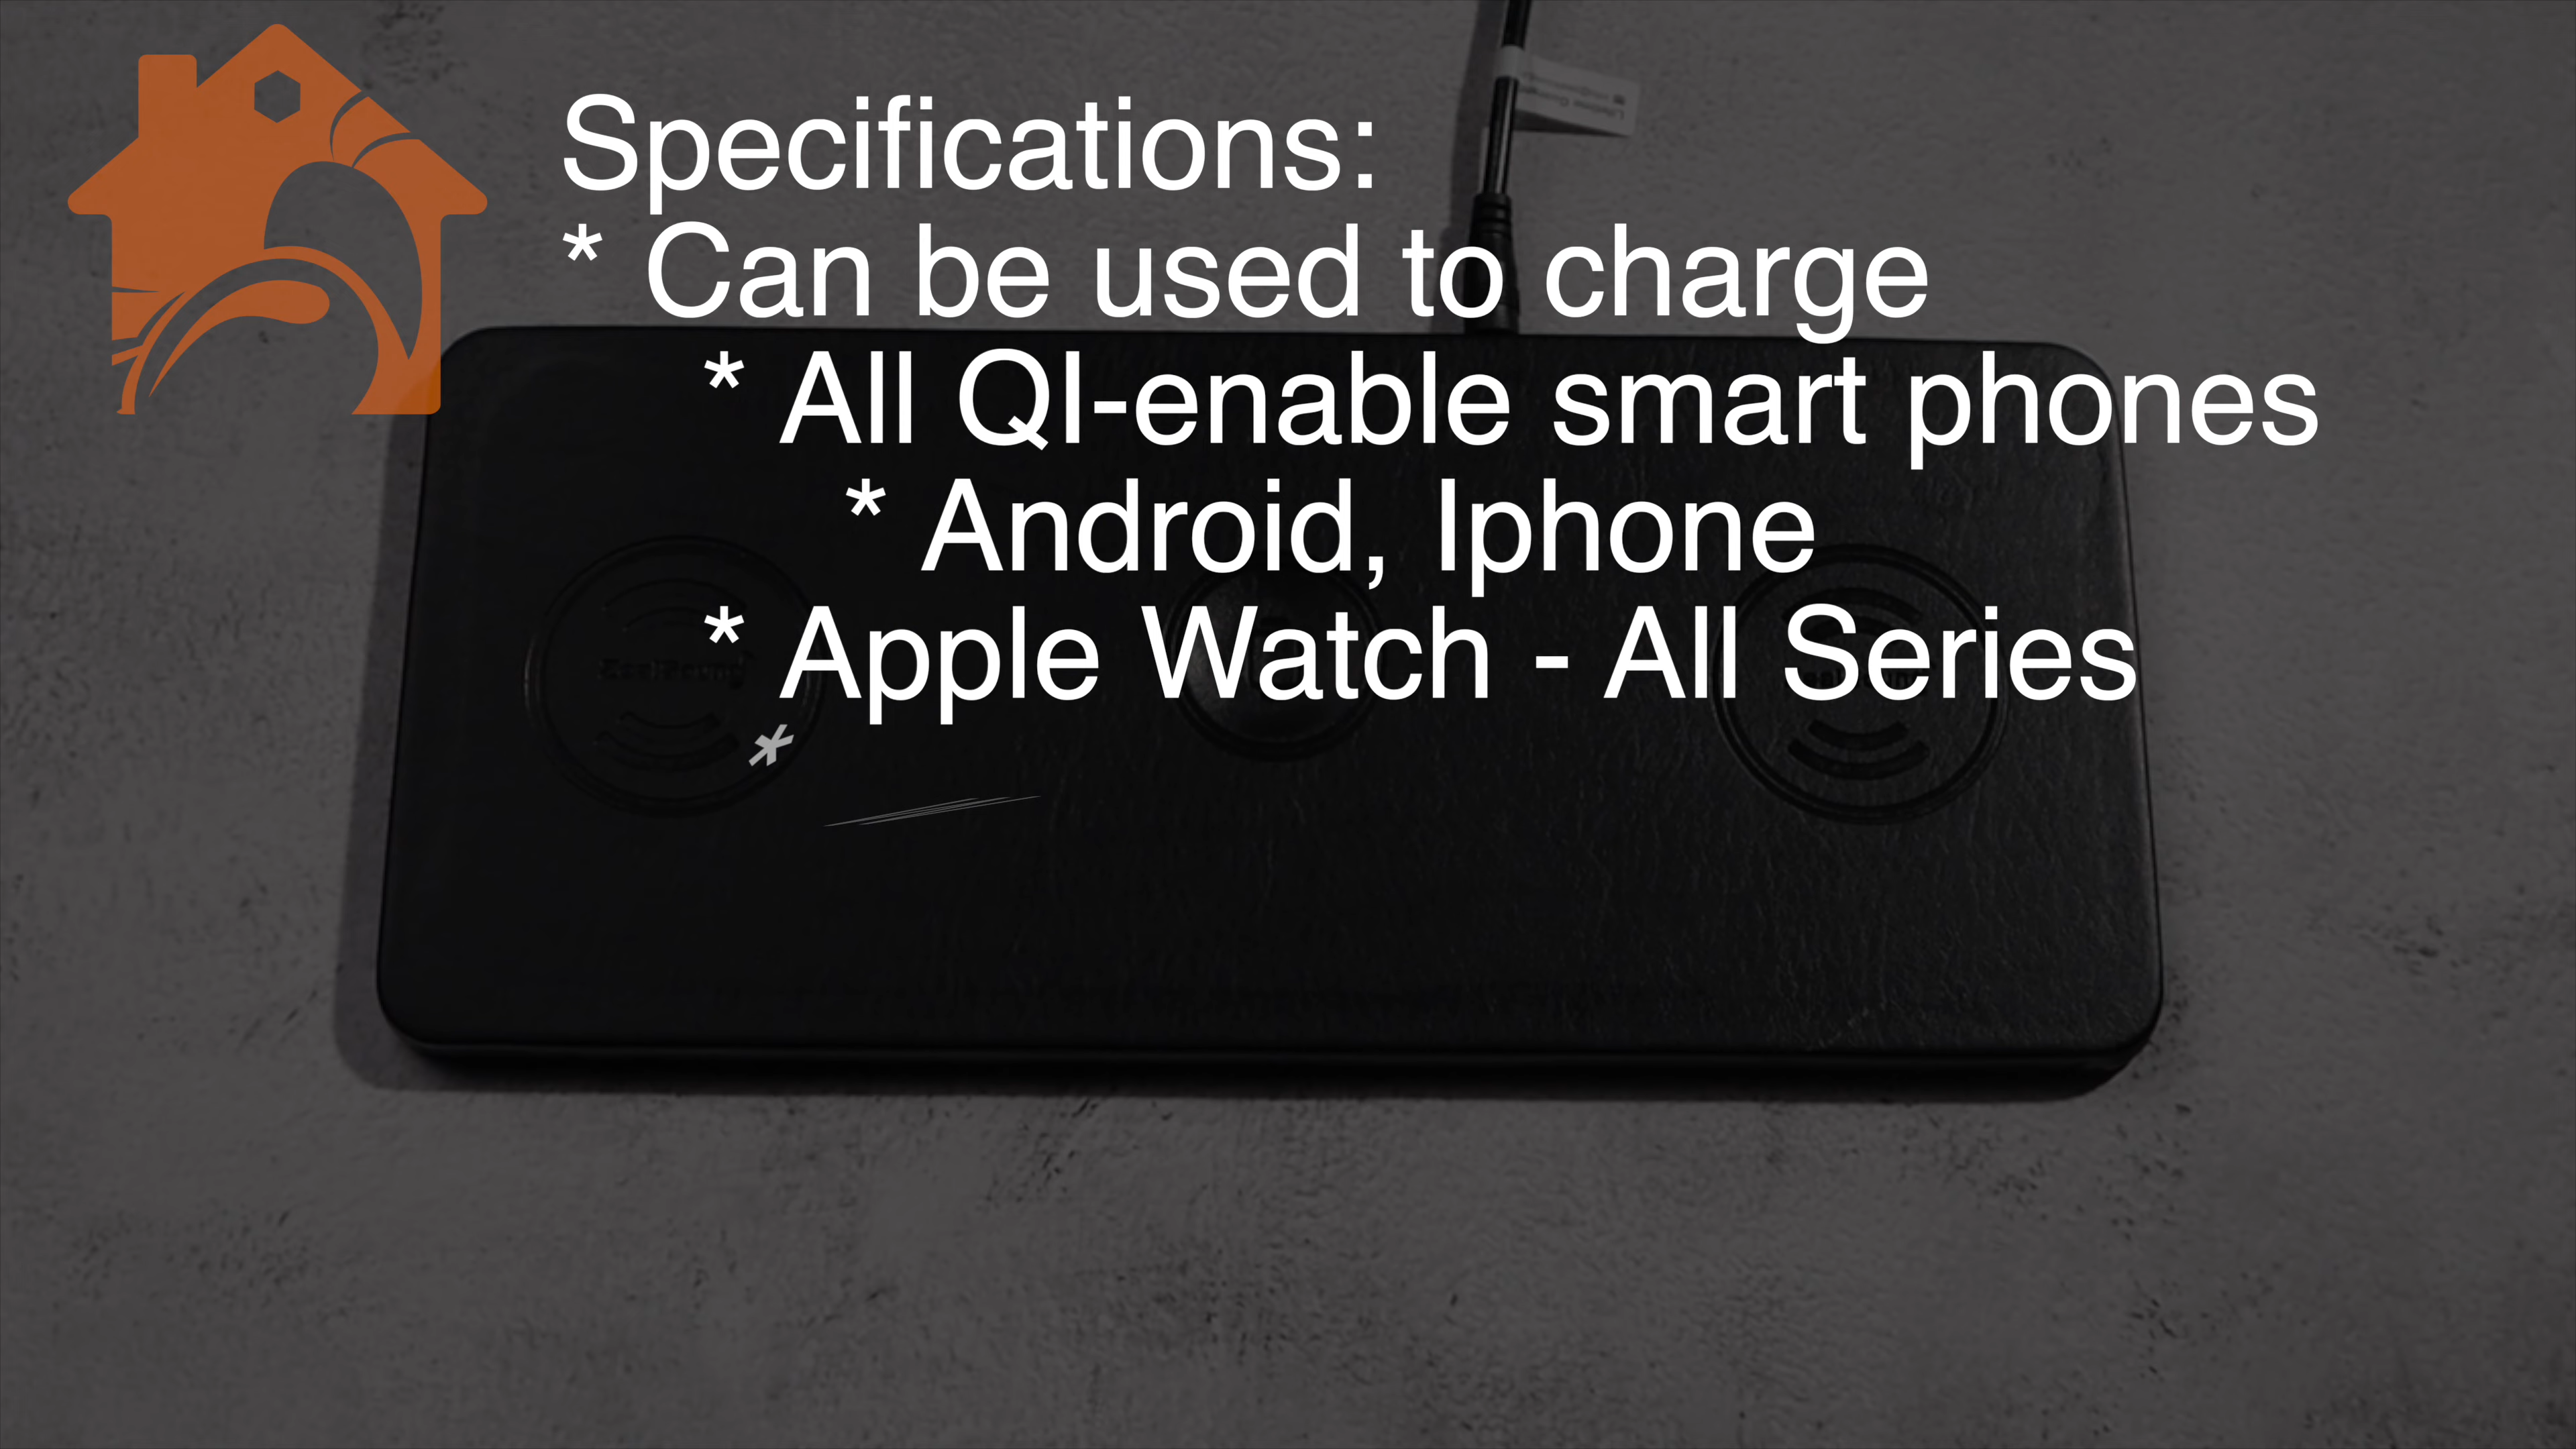 Specifications:
* Can be used to charge
* All QI-enable smart phones
* Android, Iphone
* Apple Watch - All Series
*